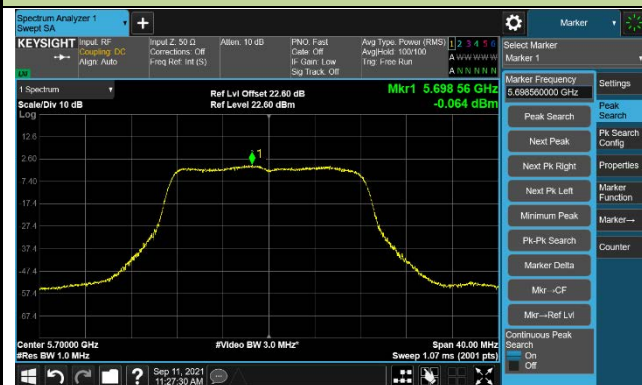 Spectrum Analyzer 1
Swept SA
+
Marker
KEYSIGHT
Input: RF
Coupling: DC
Align: Auto
Input Z: 50 Ω
Corrections: Off
Freq Ref: Int (S)
Atten: 10 dB
PNO: Fast
Gate: Off
IF Gain: Low
Sig Track: Off
Avg Type: Power (RMS)
Avg|Hold: 100/100
Trig: Free Run
1 2 3 4 5 6
A W W W W W
A N N N N N
Select Marker
Marker 1
1 Spectrum
Scale/Div 10 dB
Log
Ref Lvl Offset 22.60 dB
Ref Level 22.60 dBm
Mkr1 5.698 56 GHz
-0.064 dBm
12.6
2.60
-7.40
-17.4
-27.4
-37.4
-47.4
-57.4
-67.4
1
Center 5.70000 GHz
#Res BW 1.0 MHz
#Video BW 3.0 MHz*
Span 40.00 MHz
Sweep 1.07 ms (2001 pts)
Marker Frequency
5.698560000 GHz
Peak Search
Next Peak
Next Pk Right
Next Pk Left
Minimum Peak
Pk-Pk Search
Marker Delta
Mkr→CF
Mkr→Ref Lvl
Continuous Peak
Search
On
Off
Settings
Peak
Search
Pk Search
Config
Properties
Marker
Function
Marker→
Counter
?
Sep 11, 2021
11:27:30 AM